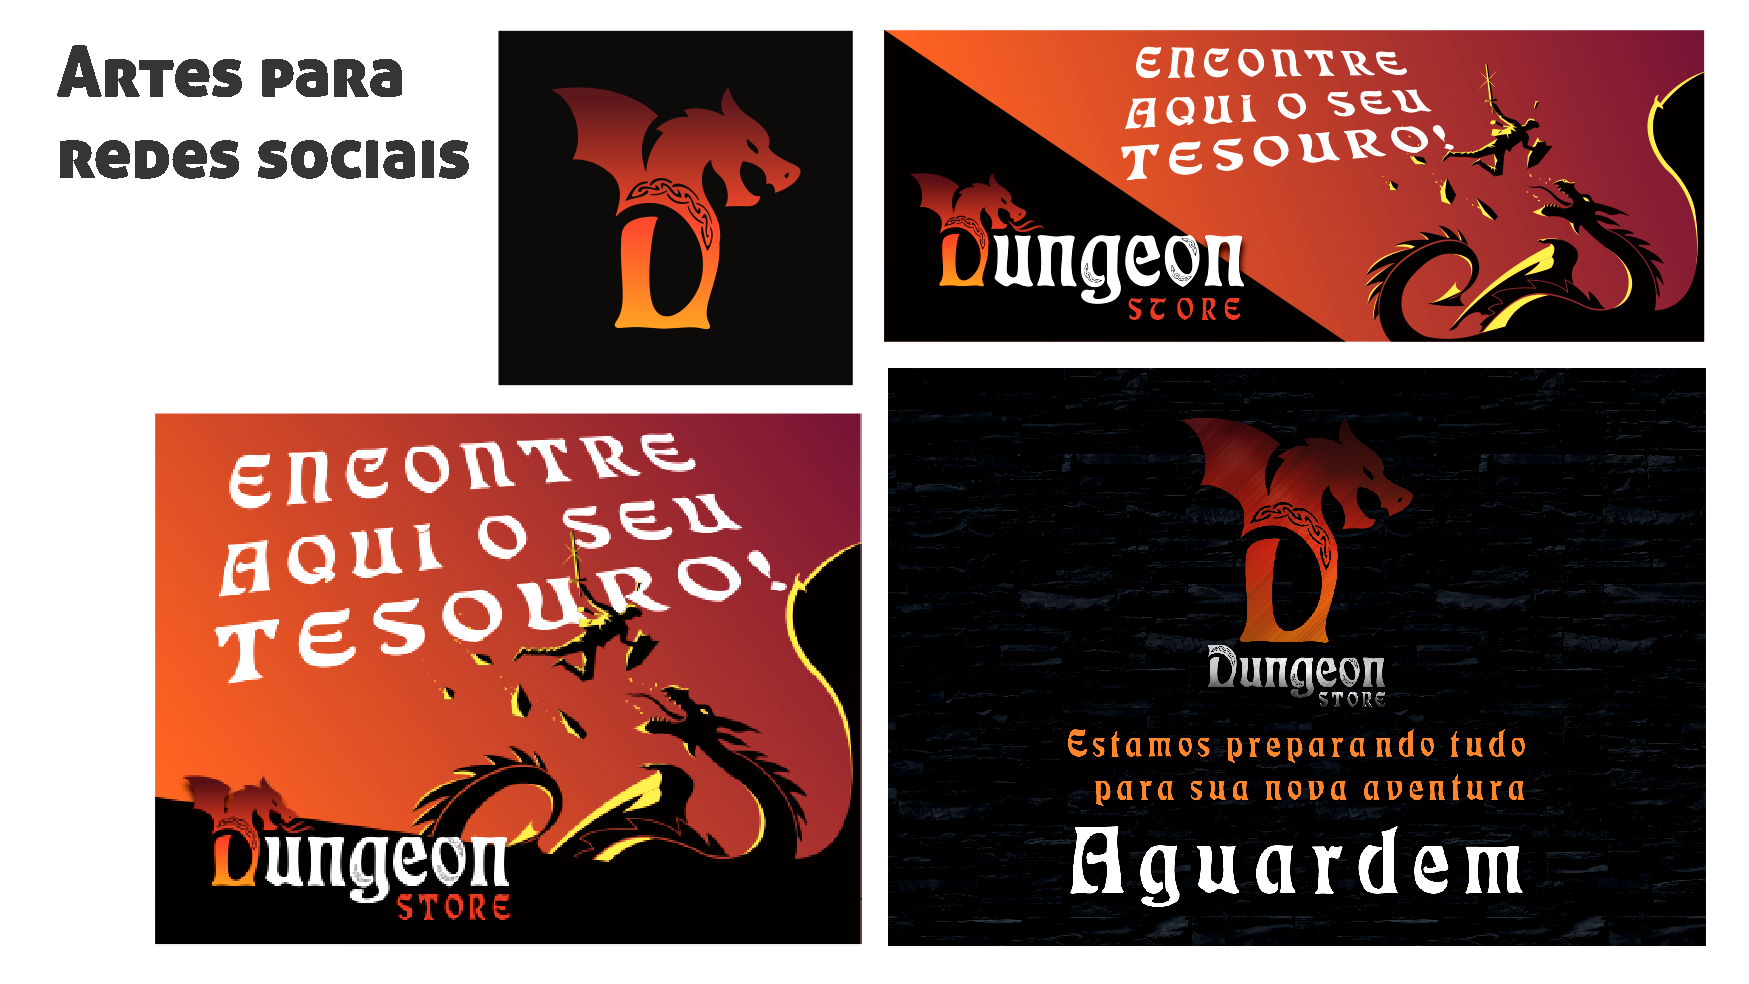 Artes para
redes sociais
D
ENCONTRE
AQUI O SEU
TESOURO!
Dungeon
STORE
ENCONTRE
AQUI O SEU
TESOURO!
Dungeon
STORE
D
Dungeon
STORE
Estamos preparando tudo
para sua nova aventura
Aguardem